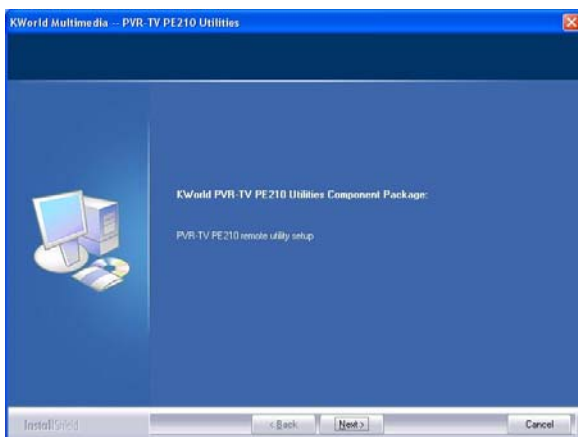 KWorld Multimedia -- PVR-TV PE210 Utilities
KWorld PVR-TV PE210 Utilities Component Package:
PVR-TV PE210 remote utility setup
InstallShield
< Back
Next >
Cancel